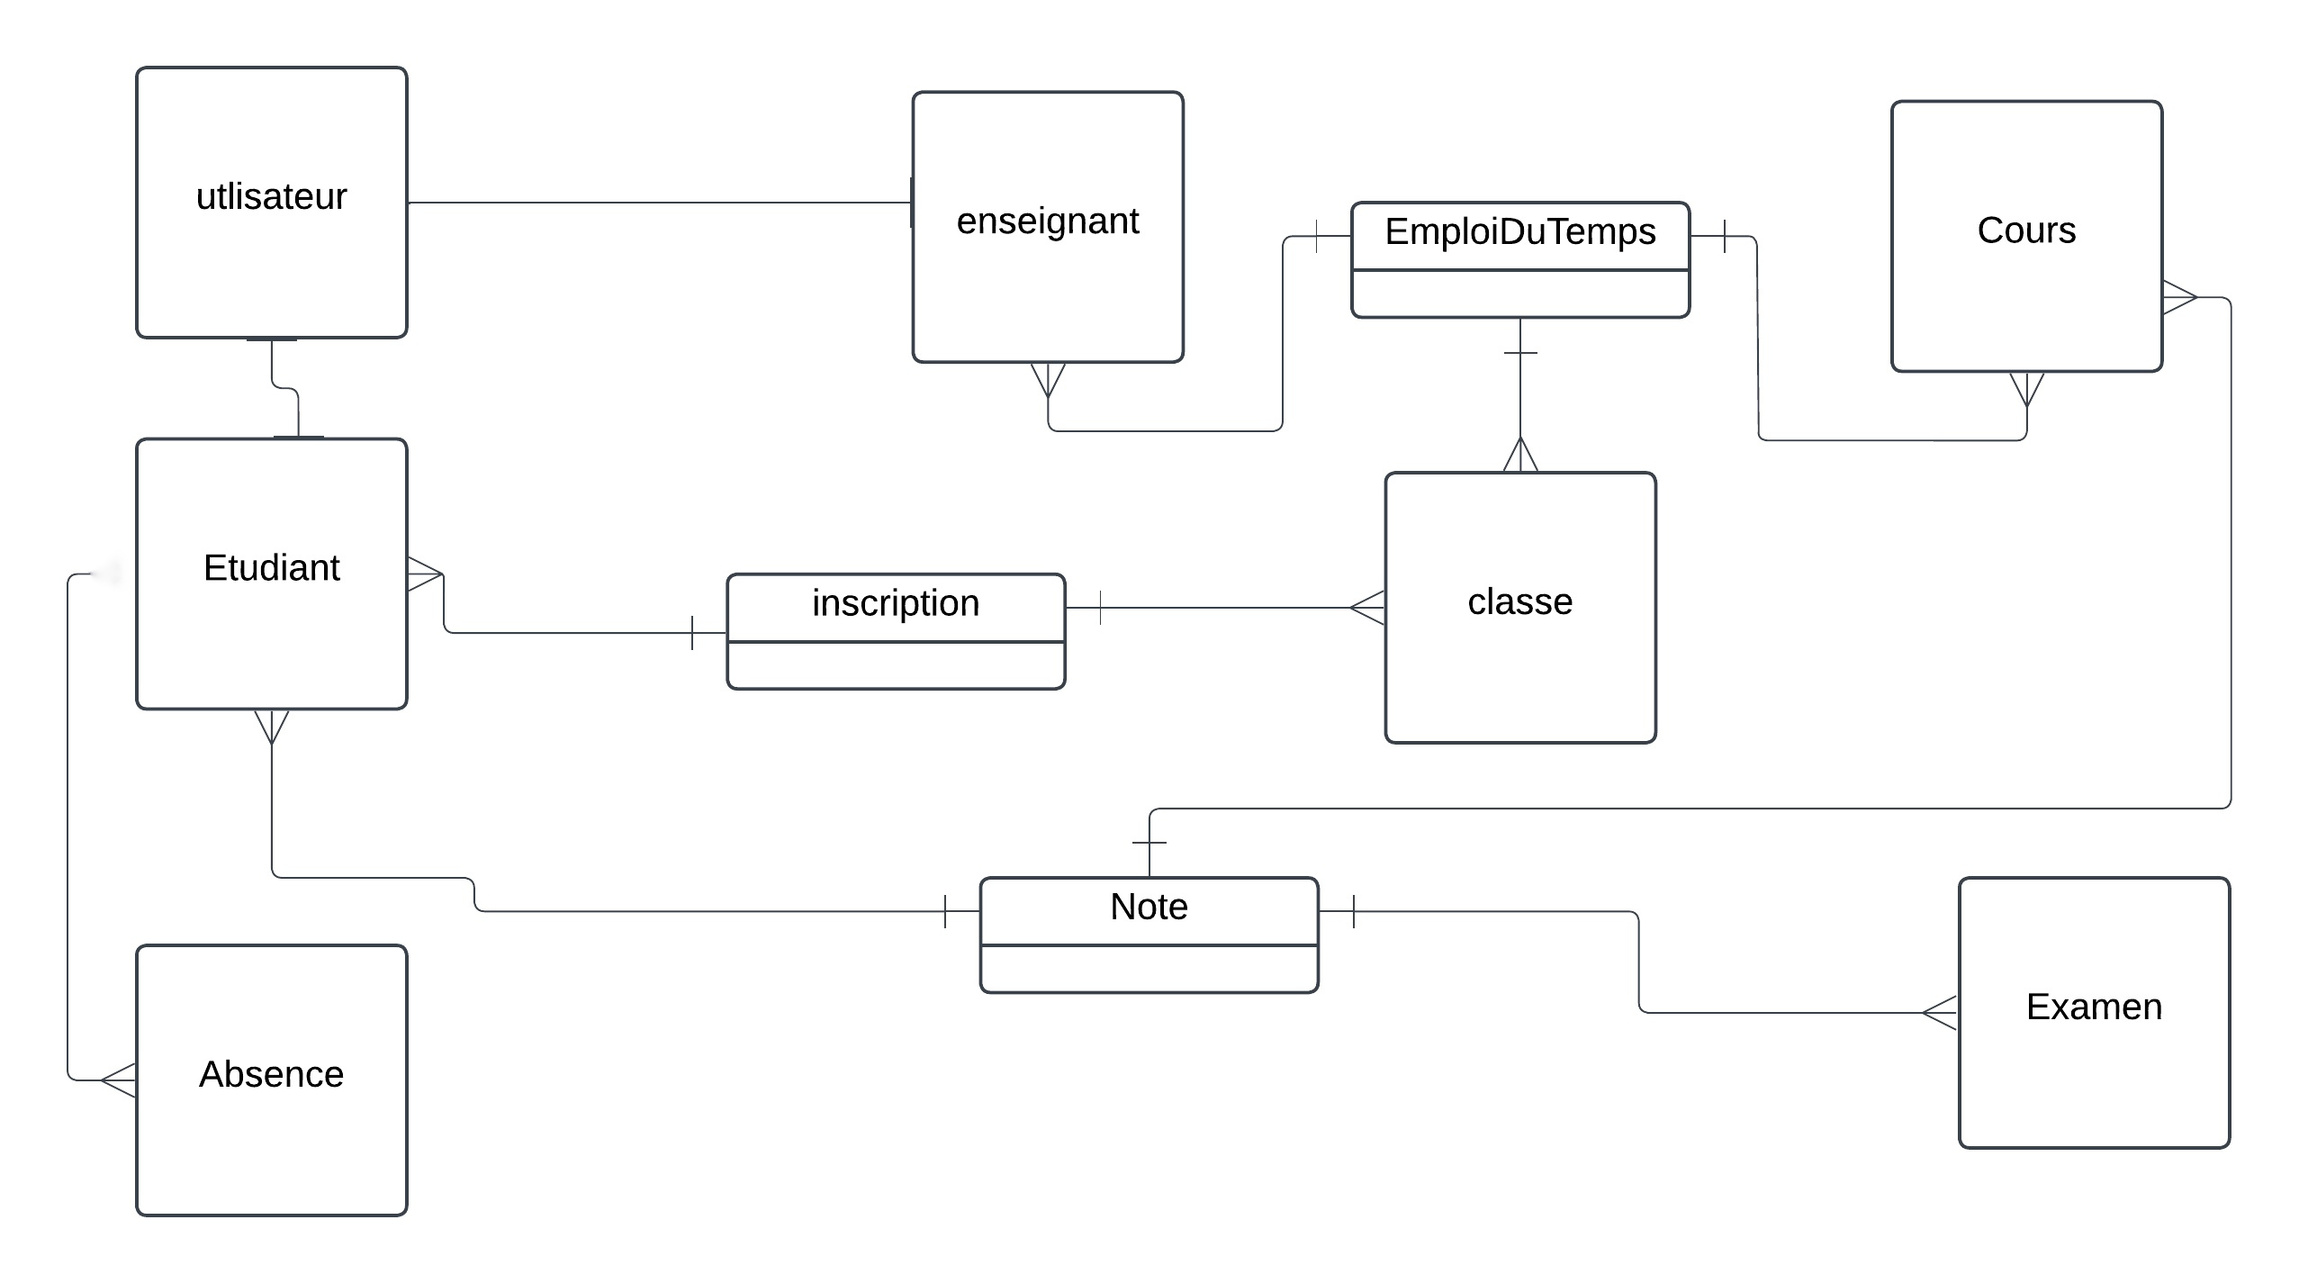 utlisateur
enseignant
EmploiDuTemps
Cours
Etudiant
inscription
classe
Note
Absence
Examen